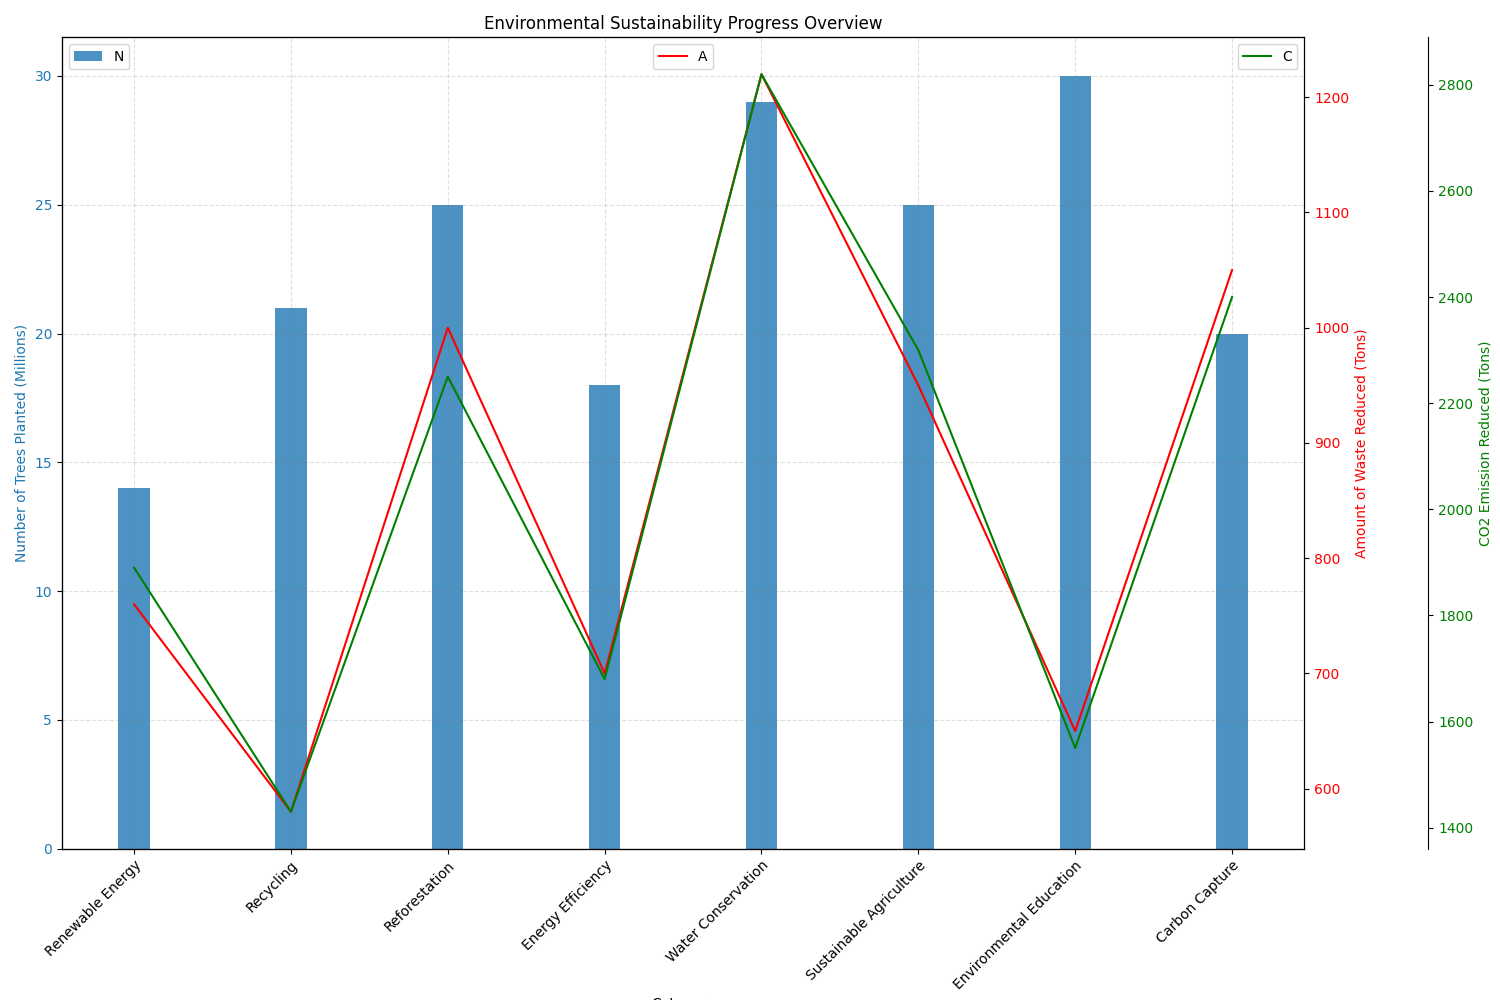 Environmental Sustainability Progress Overview
N
A
C
Number of Trees Planted (Millions)
30
25
20
15
10
5
0
Amount of Waste Reduced (Tons)
1200
1100
1000
900
800
700
600
CO2 Emission Reduced (Tons)
2800
2600
2400
2200
2000
1800
1600
1400
Renewable Energy
Recycling
Reforestation
Energy Efficiency
Water Conservation
Sustainable Agriculture
Environmental Education
Carbon Capture